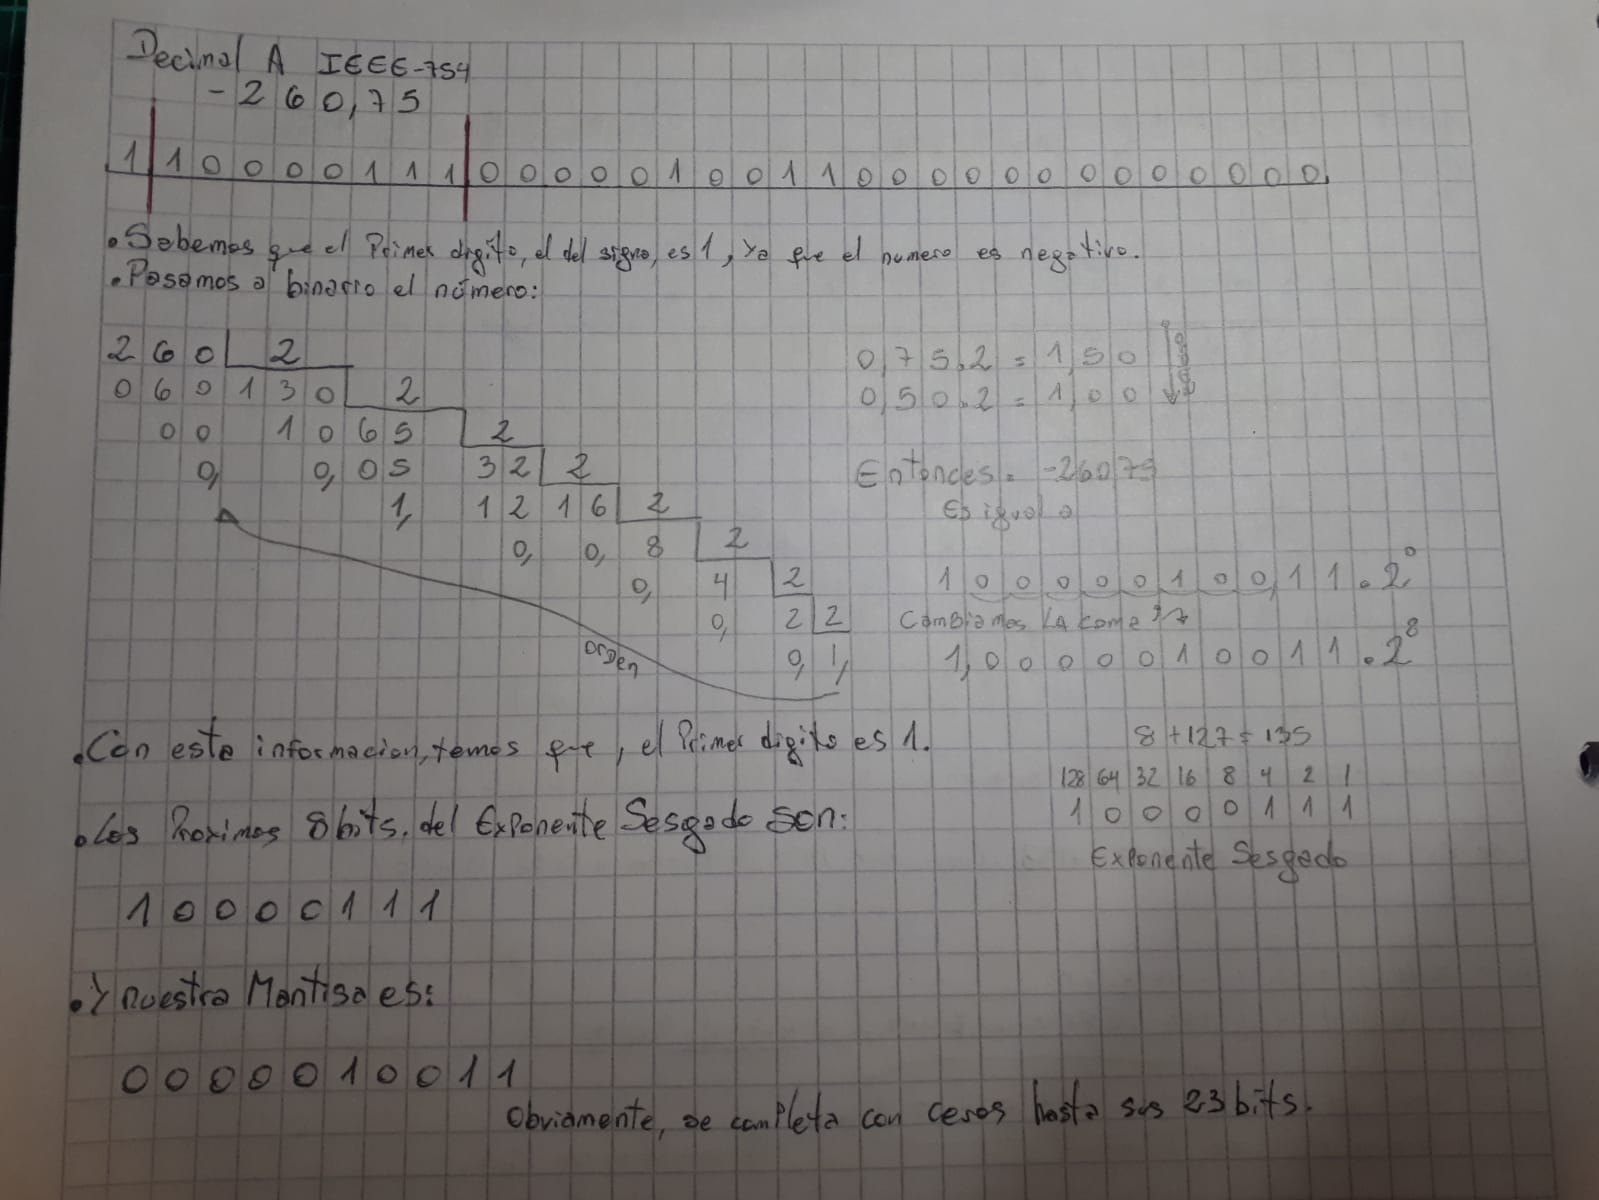 Decimal A IEEE-754
-260,75
1 1 0 0 0 0 1 1 1 0 0 0 0 0 1 0 0 1 1 0 0 0 0 0 0 0 0 0 0 0 0 0
• Sabemos que el Primer digito, el del signo, es 1, ya que el numero es negativo.
• Pasamos a binario el número:
260 2
060 130 2
00 10 65 2
0, 0, 05 32 2
1, 12 16 2
0, 0, 8 2
0, 4 2
0, 2 2
0, 1,
orden
0,75.2 = 1,50
0,50.2 = 1,00
Entonces= -26075
Es igual a
1 0 0 0 0 0 1 0 0, 1 1 . 2⁰
Cambiamos la coma
1, 0 0 0 0 0 1 0 0 1 1 . 2⁸
• Con esta informacion, temos que, el Primer digito es 1.
8 + 127 = 135
128 64 32 16 8 4 2 1
1 0 0 0 0 1 1 1
Exponente Sesgado
• Los Proximos 8 bits, del Exponente Sesgado son:
1 0 0 0 0 1 1 1
• Y nuestra Mantisa es:
0 0 0 0 0 1 0 0 1 1
Obviamente, se completa con ceros hasta sus 23 bits.